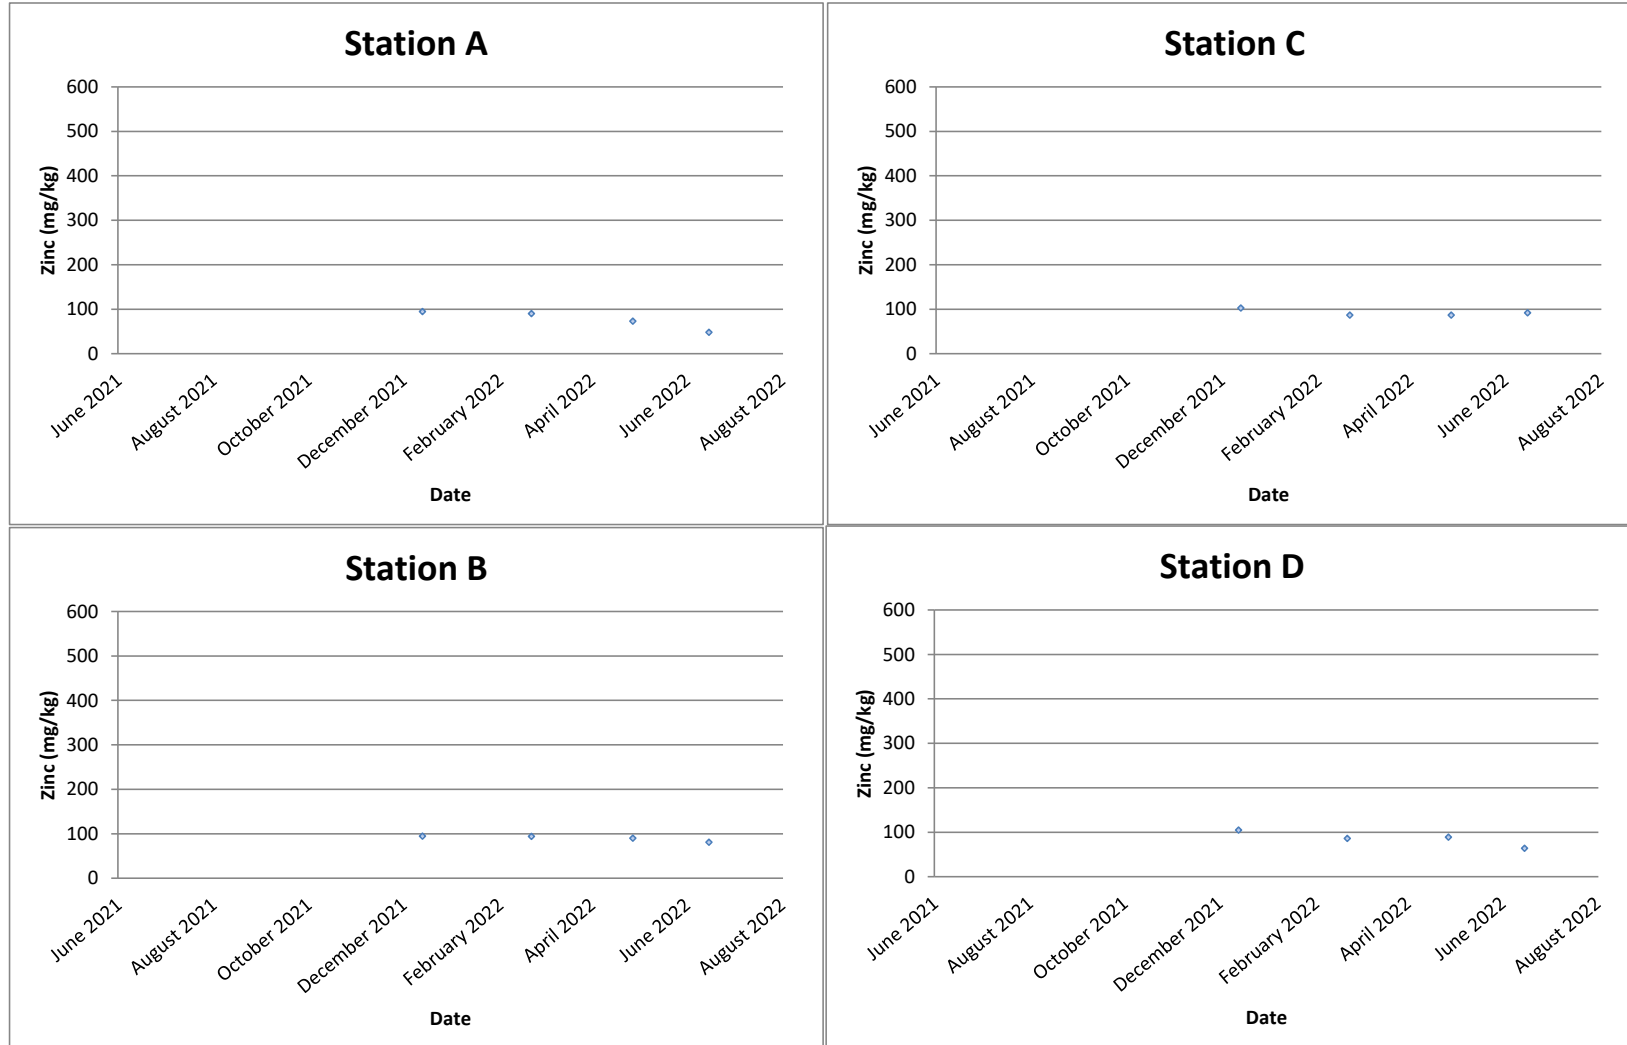 Station A
600
500
400
300
200
100
0
Zinc (mg/kg)
June 2021
August 2021
October 2021
December 2021
February 2022
April 2022
June 2022
August 2022
Date
Station C
600
500
400
300
200
100
0
Zinc (mg/kg)
June 2021
August 2021
October 2021
December 2021
February 2022
April 2022
June 2022
August 2022
Date
Station B
600
500
400
300
200
100
0
Zinc (mg/kg)
June 2021
August 2021
October 2021
December 2021
February 2022
April 2022
June 2022
August 2022
Date
Station D
600
500
400
300
200
100
0
Zinc (mg/kg)
June 2021
August 2021
October 2021
December 2021
February 2022
April 2022
June 2022
August 2022
Date